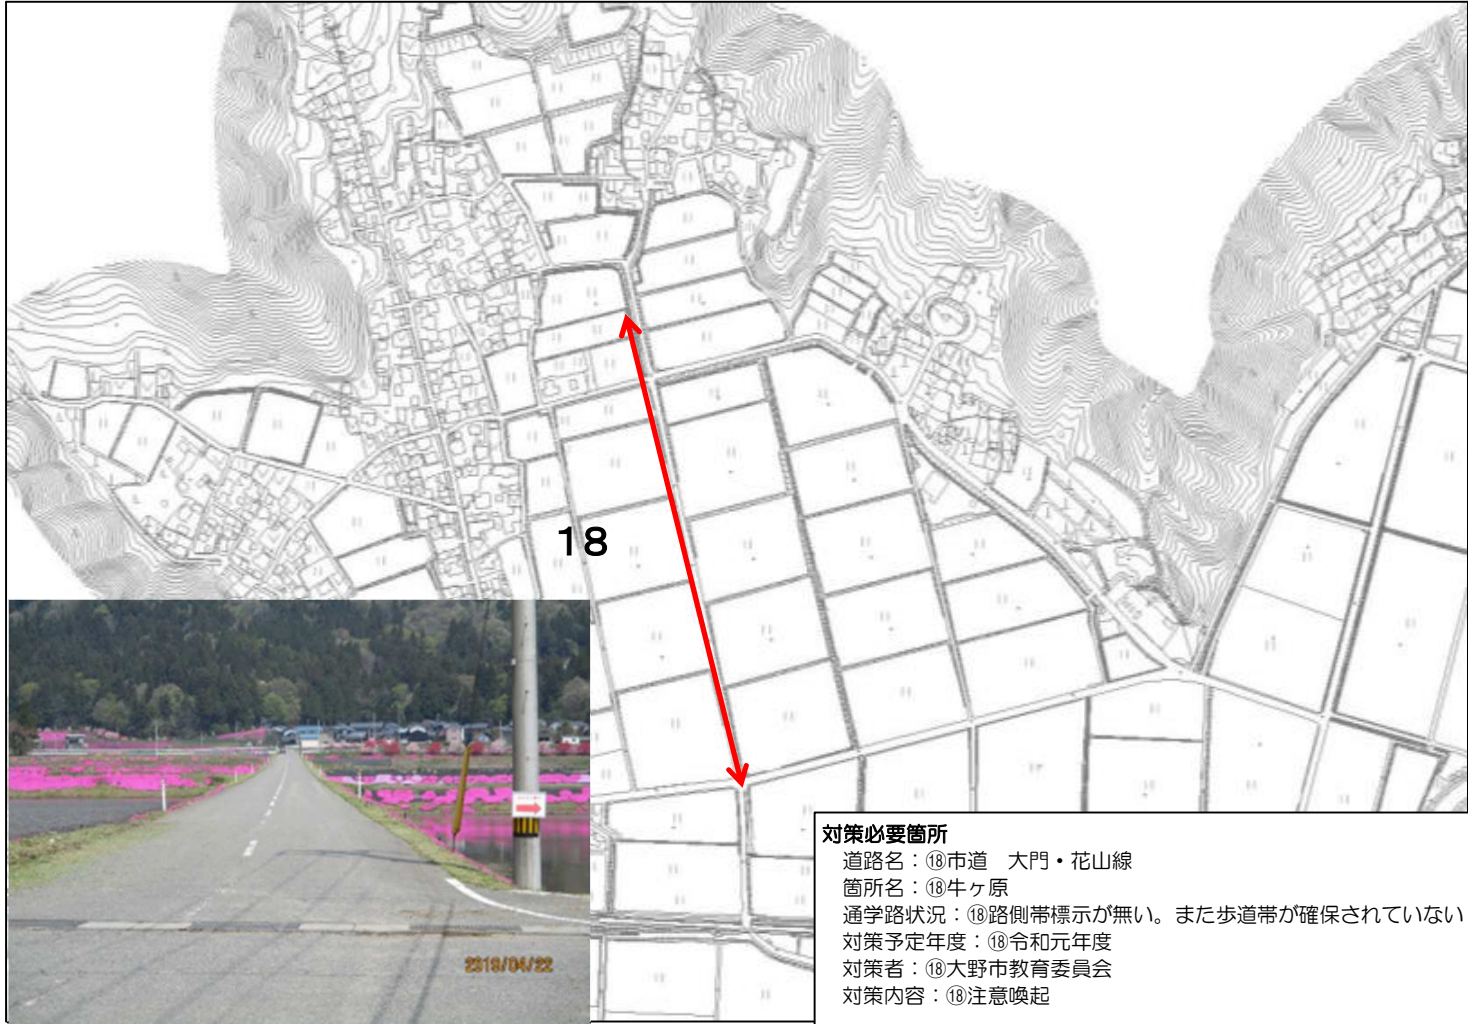 18
2019/04/22
対策必要箇所
道路名：⑱市道　大門・花山線
箇所名：⑱牛ヶ原
通学路状況：⑱路側帯標示が無い。また歩道帯が確保されていない
対策予定年度：⑱令和元年度
対策者：⑱大野市教育委員会
対策内容：⑱注意喚起